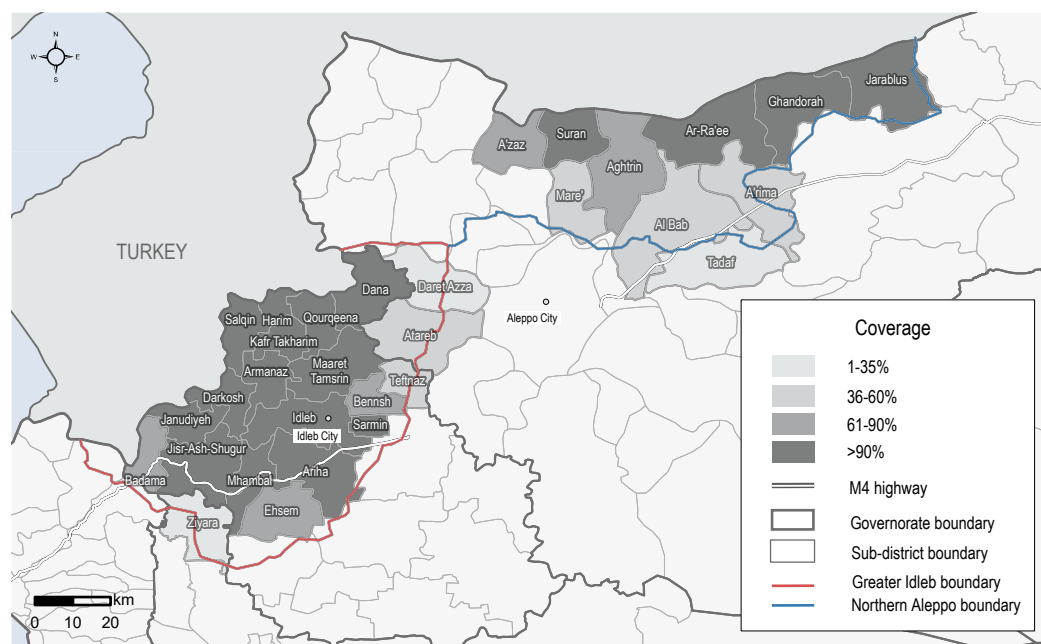 N
W E
S
Jarablus
Ghandorah
A'zaz
Suran
Ar-Ra'ee
Aghtrin
Mare'
A'rima
Al Bab
TURKEY
Tadaf
Dana
Daret Azza
Salqin
Harim
Qourqeena
Aleppo City
Kafr Takharim
Atareb
Armanaz
Maaret
Tamsrin
Teftnaz
Darkosh
Bennsh
Janudiyeh
Idleb
Sarmin
Idleb City
Jisr-Ash-Shugur
Badama
Mhambal
Ariha
Ehsem
Ziyara
km
0 10 20
Coverage
1-35%
36-60%
61-90%
>90%
M4 highway
Governorate boundary
Sub-district boundary
Greater Idleb boundary
Northern Aleppo boundary